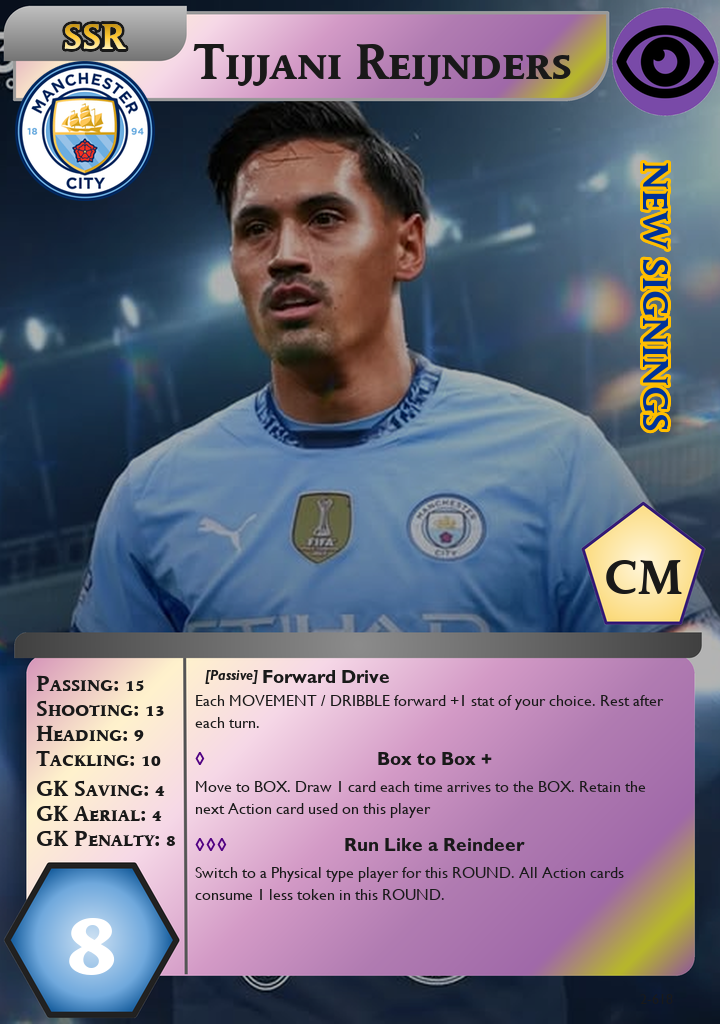 SSR
Tijjani Reijnders
MANCHESTER
18 94
CITY
NEW SIGNINGS
FIFA
MANCHESTER
CITY
ETIHAD
CM
Passing: 15
Shooting: 13
Heading: 9
Tackling: 10
GK Saving: 4
GK Aerial: 4
GK Penalty: 8
8
[Passive] Forward Drive
Each MOVEMENT / DRIBBLE forward +1 stat of your choice. Rest after
each turn.
◊ Box to Box +
Move to BOX. Draw 1 card each time arrives to the BOX. Retain the
next Action card used on this player
◊◊◊ Run Like a Reindeer
Switch to a Physical type player for this ROUND. All Action cards
consume 1 less token in this ROUND.